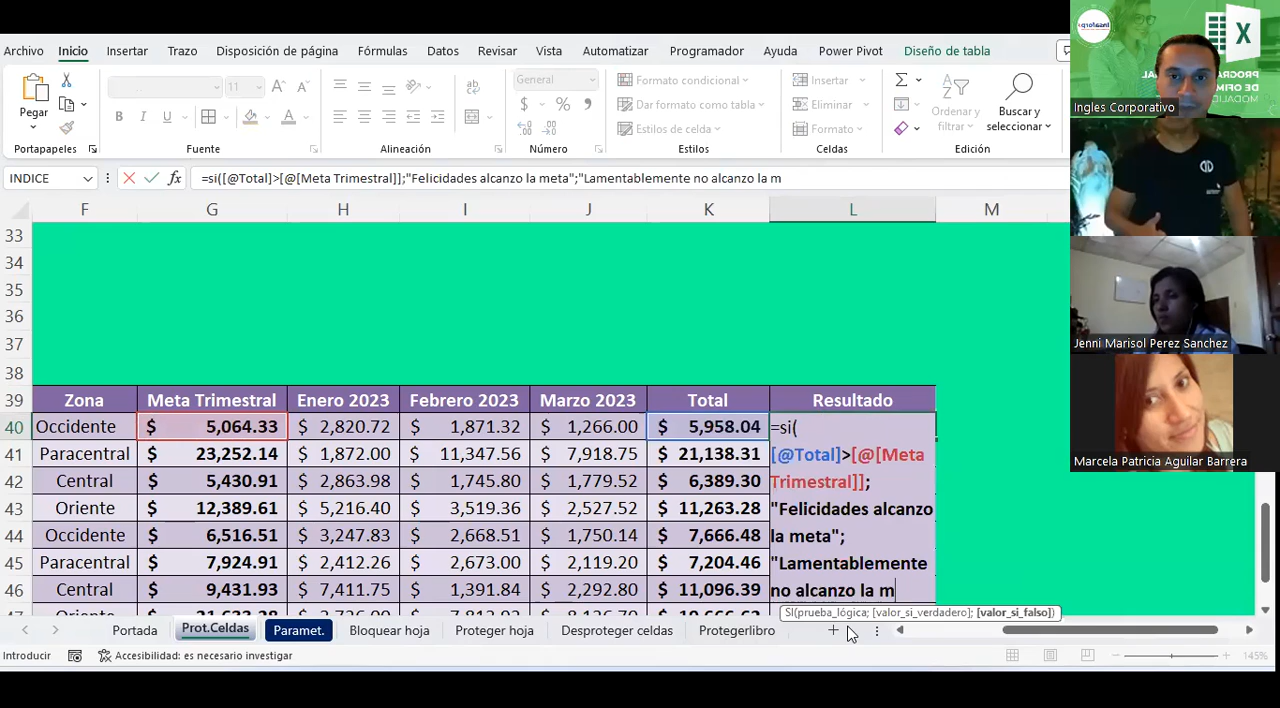 Archivo Inicio Insertar Trazo Disposición de página Fórmulas Datos Revisar Vista Automatizar Programador Ayuda Power Pivot Diseño de tabla
Pegar
11
General
Formato condicional
Dar formato como tabla
Estilos de celda
Insertar
Eliminar
Formato
Ordenar y filtrar
Buscar y seleccionar
Portapapeles Fuente Alineación Número Estilos Celdas Edición
INDICE
fx
=si([@Total]>[@[Meta Trimestral]];"Felicidades alcanzo la meta";"Lamentablemente no alcanzo la m
F G H I J K L M
33
34
35
36
37
38
39 Zona Meta Trimestral Enero 2023 Febrero 2023 Marzo 2023 Total Resultado
40 Occidente $ 5,064.33 $ 2,820.72 $ 1,871.32 $ 1,266.00 $ 5,958.04 =si(
41 Paracentral $ 23,252.14 $ 1,872.00 $ 11,347.56 $ 7,918.75 $ 21,138.31 [@Total]>[@[Meta
42 Central $ 5,430.91 $ 2,863.98 $ 1,745.80 $ 1,779.52 $ 6,389.30 Trimestral]];
43 Oriente $ 12,389.61 $ 5,216.40 $ 3,519.36 $ 2,527.52 $ 11,263.28 "Felicidades alcanzo
44 Occidente $ 6,516.51 $ 3,247.83 $ 2,668.51 $ 1,750.14 $ 7,666.48 la meta";
45 Paracentral $ 7,924.91 $ 2,412.26 $ 2,673.00 $ 2,119.20 $ 7,204.46 "Lamentablemente
46 Central $ 9,431.93 $ 7,411.75 $ 1,391.84 $ 2,292.80 $ 11,096.39 no alcanzo la m
SI(prueba_lógica; [valor_si_verdadero]; [valor_si_falso])
Portada Prot.Celdas Paramet. Bloquear hoja Proteger hoja Desproteger celdas Protegerlibro
Introducir
Accesibilidad: es necesario investigar
145%
X
Ingles Corporativo
Jenni Marisol Perez Sanchez
Marcela Patricia Aguilar Barrera